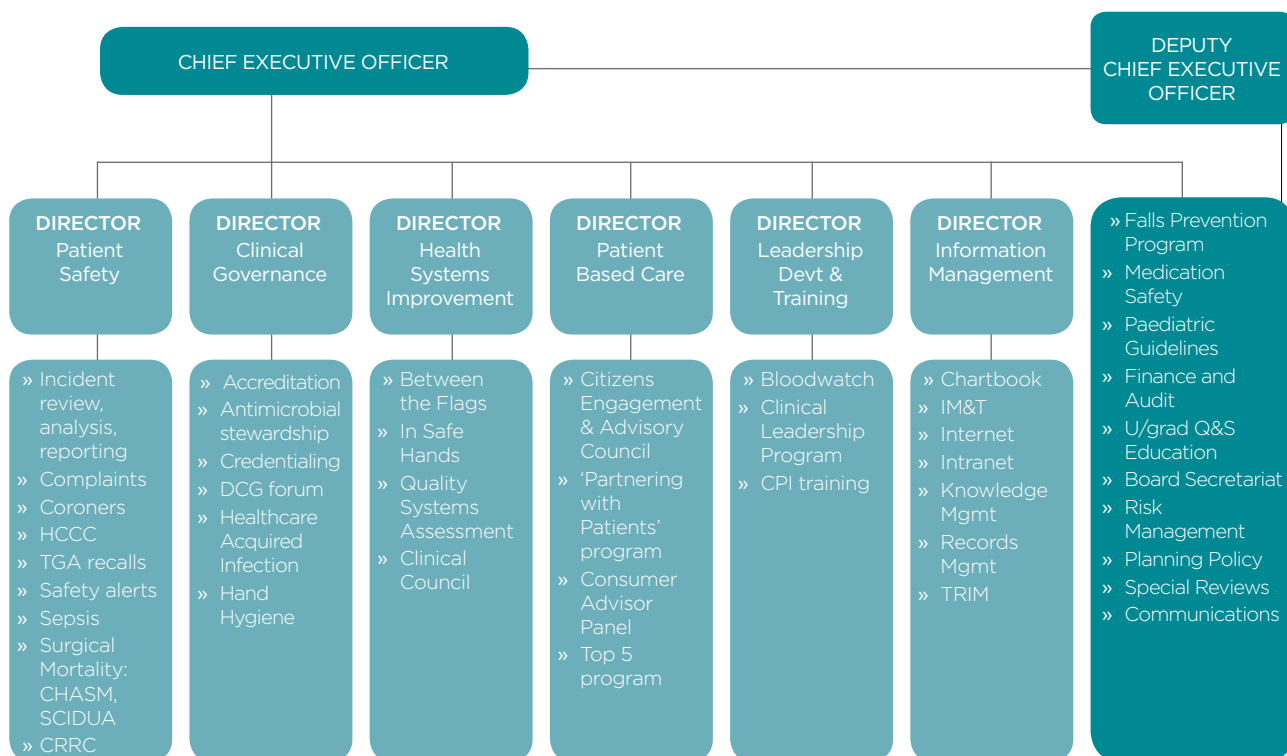 CHIEF EXECUTIVE OFFICER
DEPUTY
CHIEF EXECUTIVE
OFFICER
DIRECTOR
Patient
Safety
DIRECTOR
Clinical
Governance
DIRECTOR
Health
Systems
Improvement
DIRECTOR
Patient
Based Care
DIRECTOR
Leadership
Devt &
Training
DIRECTOR
Information
Management
» Incident
review,
analysis,
reporting
» Complaints
» Coroners
» HCCC
» TGA recalls
» Safety alerts
» Sepsis
» Surgical
Mortality:
CHASM,
SCIDUA
» CRRC
» Accreditation
» Antimicrobial
stewardship
» Credentialing
» DCG forum
» Healthcare
Acquired
Infection
» Hand
Hygiene
» Between
the Flags
» In Safe
Hands
» Quality
Systems
Assessment
» Clinical
Council
» Citizens
Engagement
& Advisory
Council
» 'Partnering
with
Patients'
program
» Consumer
Advisor
Panel
» Top 5
program
» Bloodwatch
» Clinical
Leadership
Program
» CPI training
» Chartbook
» IM&T
» Internet
» Intranet
» Knowledge
Mgmt
» Records
Mgmt
» TRIM
» Falls Prevention
Program
» Medication
Safety
» Paediatric
Guidelines
» Finance and
Audit
» U/grad Q&S
Education
» Board Secretariat
» Risk
Management
» Planning Policy
» Special Reviews
» Communications